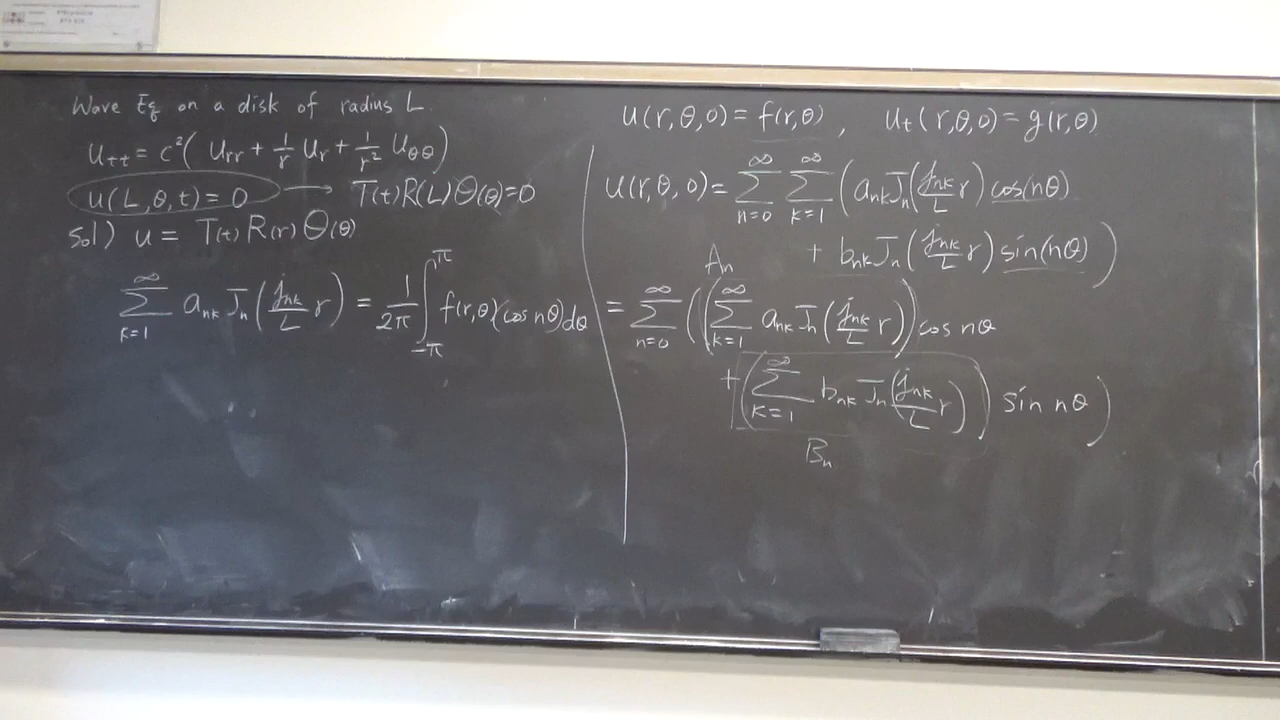 Wave Eq on a disk of radius L.
u_tt = c²( u_rr + 1/r u_r + 1/r² u_θθ )
u(L,θ,t) = 0 → T(t)R(L)Θ(θ)=0
sol) u = T(t) R(r) Θ(θ)
∑_{k=1}^{∞} a_nk J_n( j_nk/L r ) = 1/2π ∫_{-π}^{π} f(r,θ)(cos nθ)dθ
u(r,θ,0) = f(r,θ) , u_t(r,θ,0) = g(r,θ)
u(r,θ,0) = ∑_{n=0}^{∞} ∑_{k=1}^{∞} ( a_nk J_n( j_nk/L r ) cos(nθ)
+ b_nk J_n( j_nk/L r ) sin(nθ) )
A_n
= ∑_{n=0}^{∞} ( ( ∑_{k=1}^{∞} a_nk J_n( j_nk/L r ) ) cos nθ
+ ( ∑_{k=1}^{∞} b_nk J_n( j_nk/L r ) ) sin nθ )
B_n